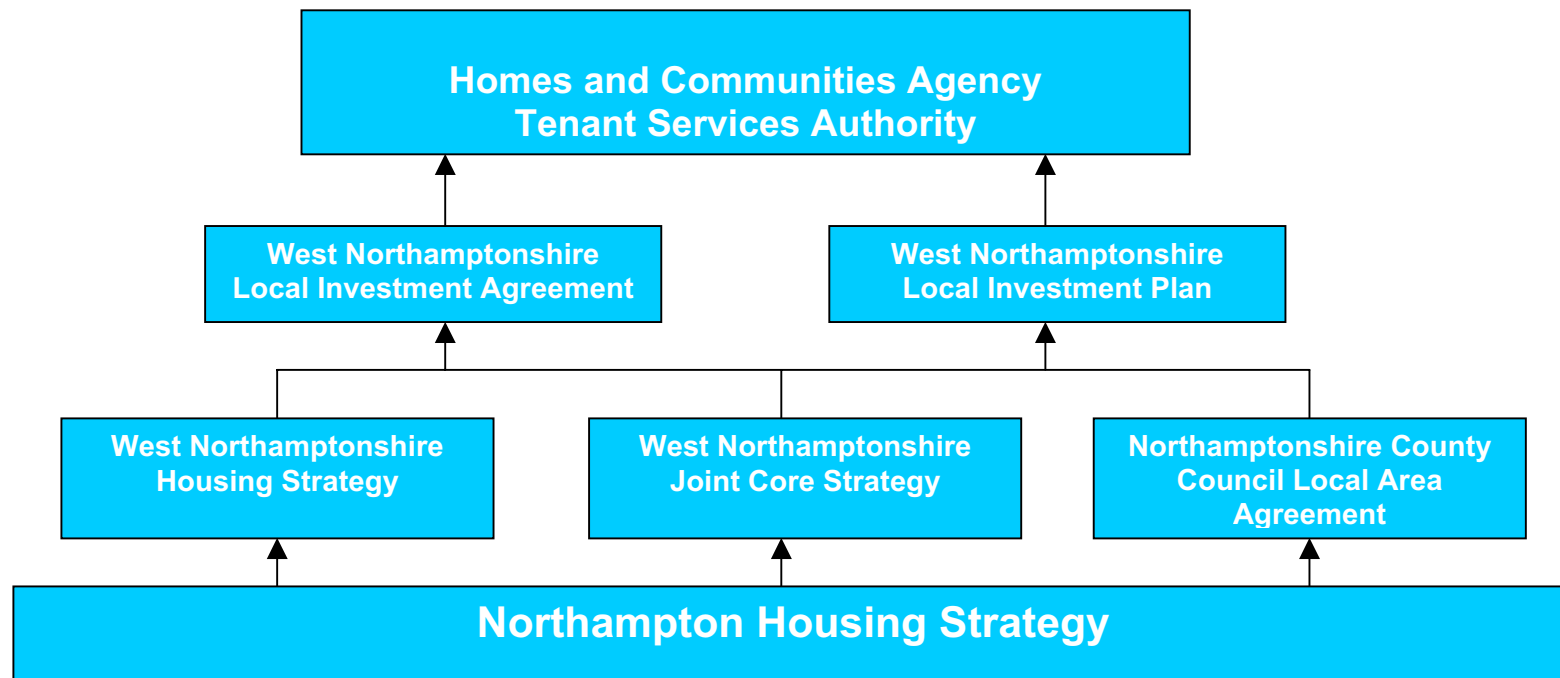 Homes and Communities Agency
Tenant Services Authority
West Northamptonshire
Local Investment Agreement
West Northamptonshire
Local Investment Plan
West Northamptonshire
Housing Strategy
West Northamptonshire
Joint Core Strategy
Northamptonshire County
Council Local Area
Agreement
Northampton Housing Strategy